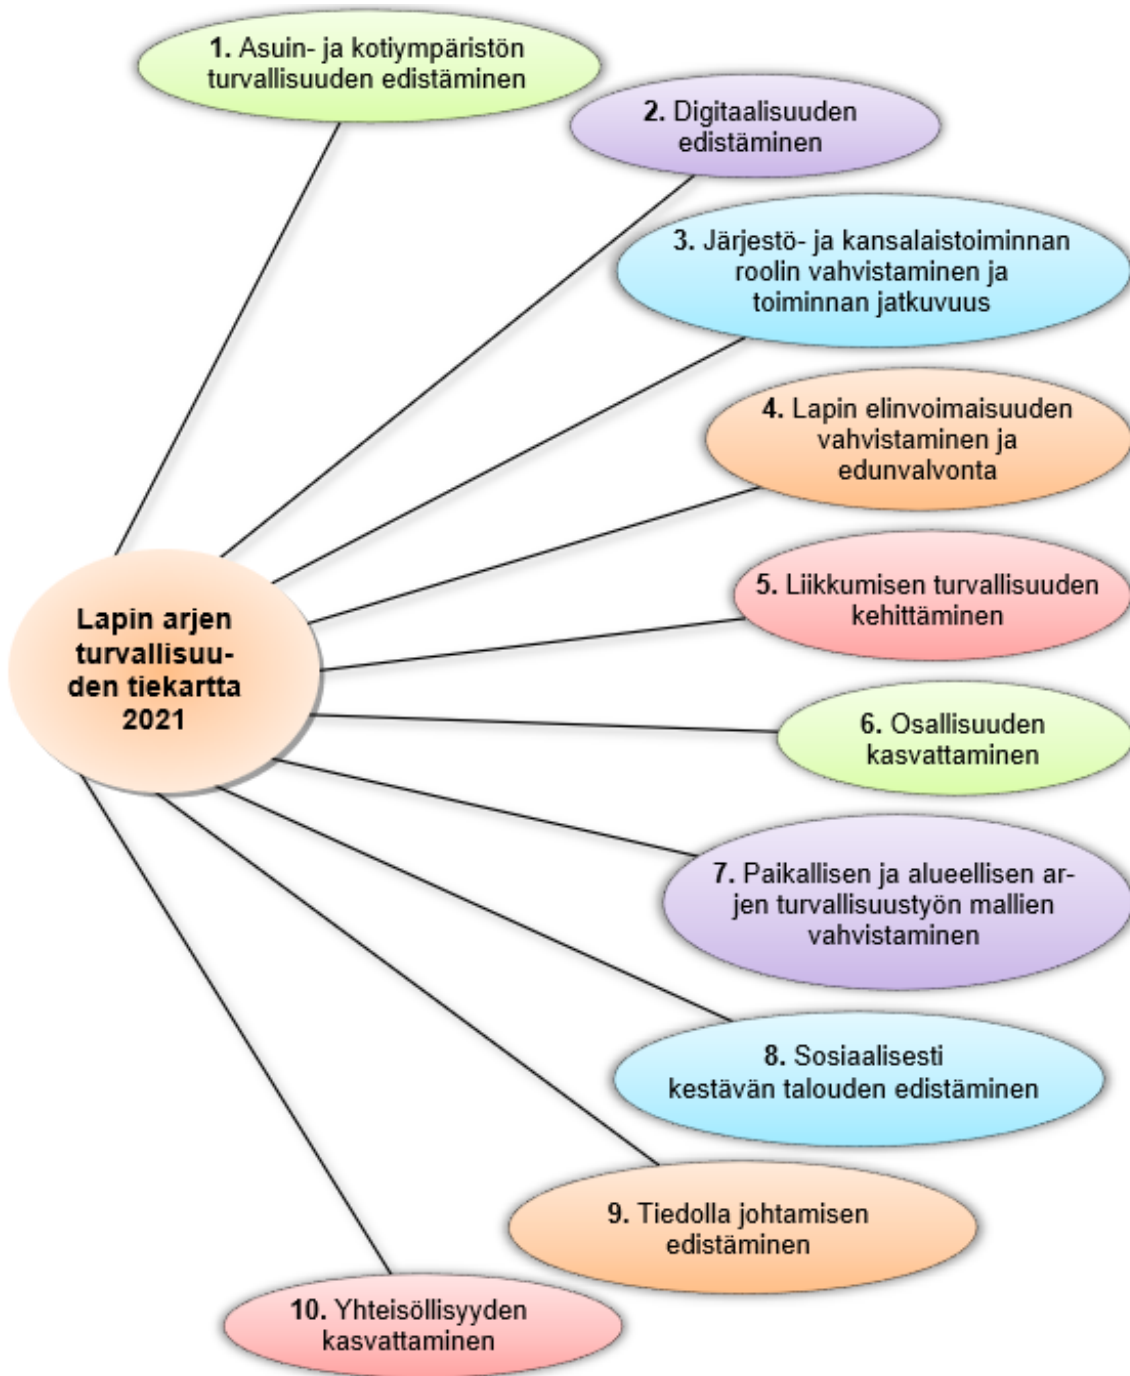 1. Asuin- ja kotiympäristön
turvallisuuden edistäminen
2. Digitaalisuuden
edistäminen
3. Järjestö- ja kansalaistoiminnan
roolin vahvistaminen ja
toiminnan jatkuvuus
4. Lapin elinvoimaisuuden
vahvistaminen ja
edunvalvonta
5. Liikkumisen turvallisuuden
kehittäminen
Lapin arjen
turvallisuu-
den tiekartta
2021
6. Osallisuuden
kasvattaminen
7. Paikallisen ja alueellisen ar-
jen turvallisuustyön mallien
vahvistaminen
8. Sosiaalisesti
kestävän talouden edistäminen
9. Tiedolla johtamisen
edistäminen
10. Yhteisöllisyyden
kasvattaminen